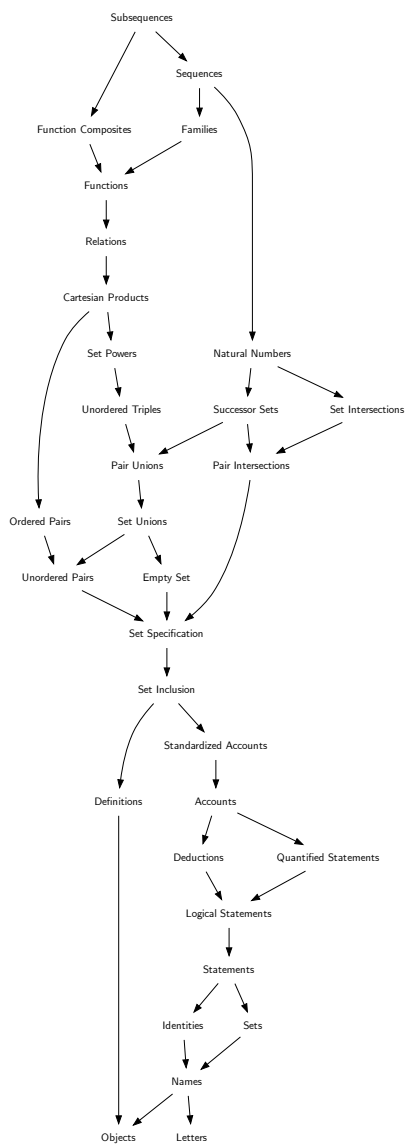 Subsequences
Sequences
Function Composites
Families
Functions
Relations
Cartesian Products
Set Powers
Natural Numbers
Unordered Triples
Successor Sets
Set Intersections
Pair Unions
Pair Intersections
Ordered Pairs
Set Unions
Unordered Pairs
Empty Set
Set Specification
Set Inclusion
Standardized Accounts
Definitions
Accounts
Deductions
Quantified Statements
Logical Statements
Statements
Identities
Sets
Names
Objects
Letters